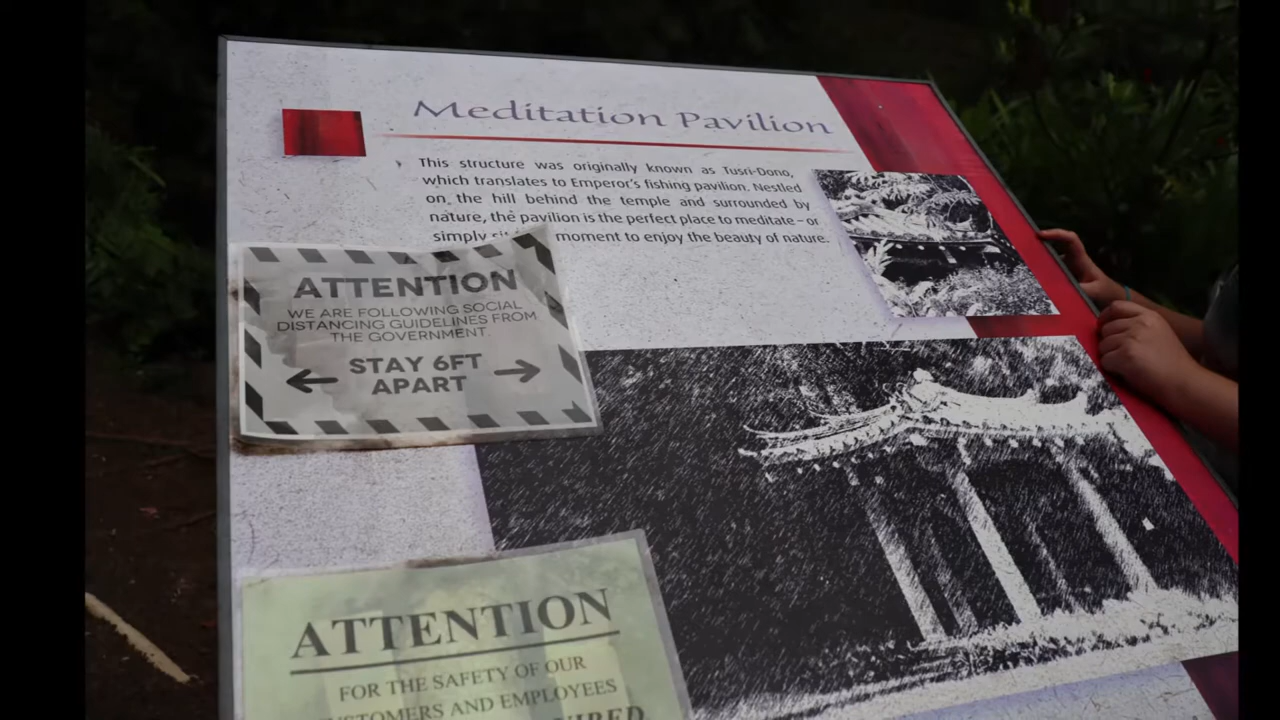 Meditation Pavilion
This structure was originally known as Tusri-Dono,
which translates to Emperor's fishing pavilion. Nestled
on the hill behind the temple and surrounded by
nature, the pavilion is the perfect place to meditate – or
simply moment to enjoy the beauty of nature.
ATTENTION
WE ARE FOLLOWING SOCIAL
DISTANCING GUIDELINES FROM
THE GOVERNMENT.
STAY 6FT
APART
ATTENTION
FOR THE SAFETY OF OUR
CUSTOMERS AND EMPLOYEES